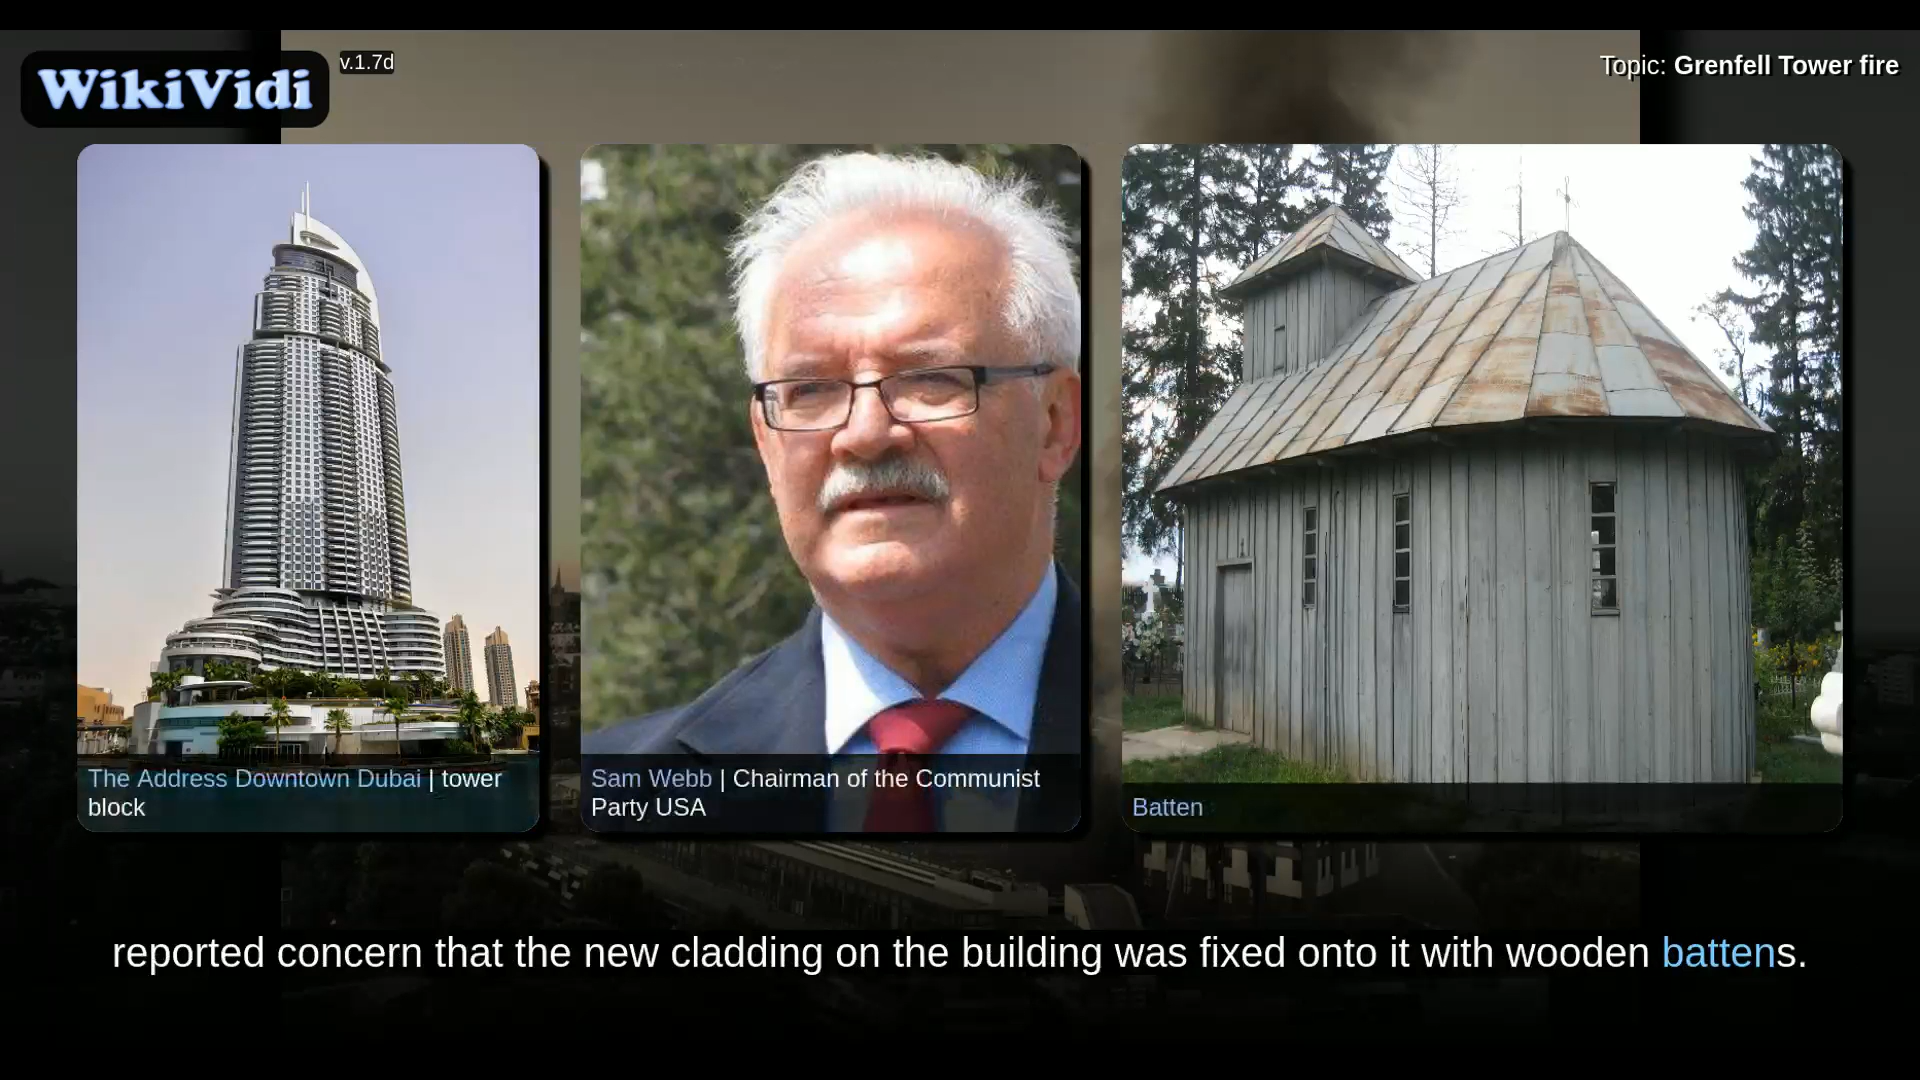 WikiVidi
v.1.7d
Topic: Grenfell Tower fire
The Address Downtown Dubai | tower
block
Sam Webb | Chairman of the Communist
Party USA
Batten
reported concern that the new cladding on the building was fixed onto it with wooden battens.